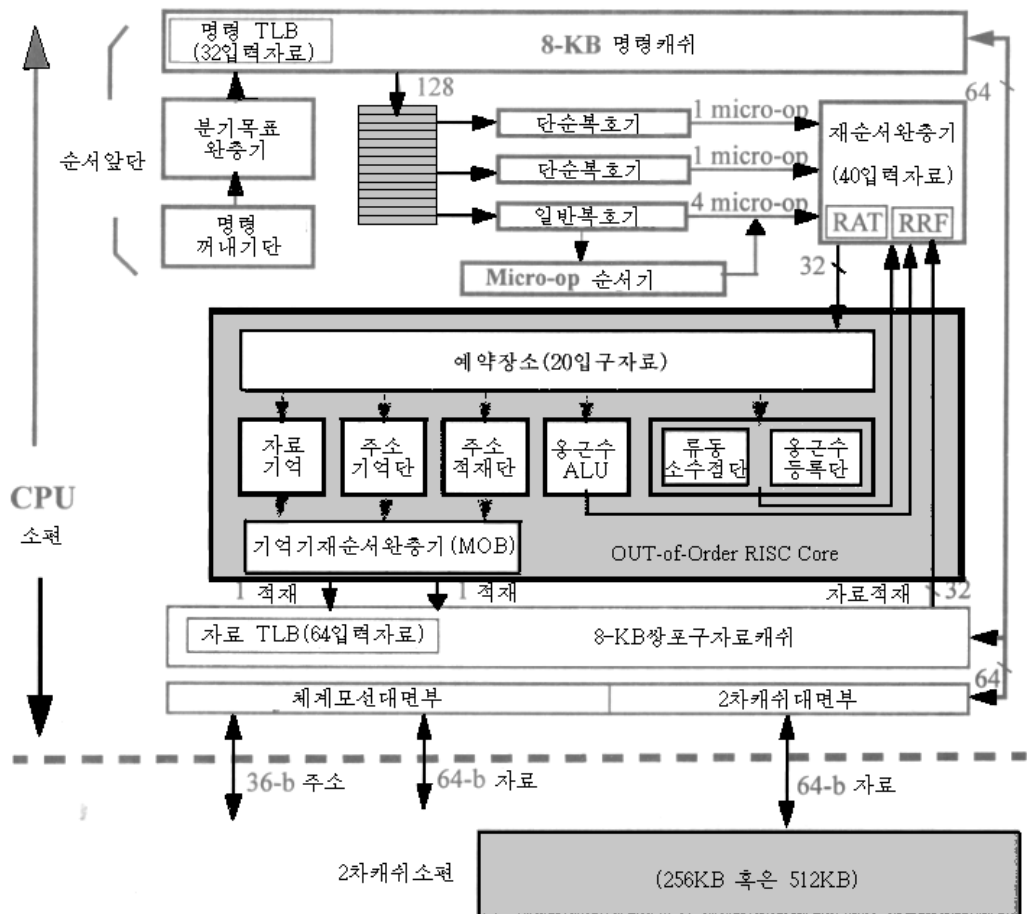 명령 TLB
(32입력자료)
8-KB 명령캐쉬
128
64
분기목표
완충기
순서앞단
명령
꺼내기단
단순복호기
1 micro-op
단순복호기
1 micro-op
일반복호기
4 micro-op
Micro-op 순서기
재순서완충기
(40입력자료)
RAT
RRF
32
예약장소(20입구자료)
자료
기억
주소
기억단
주소
적재단
옹근수
ALU
류동
소수점단
옹근수
등록단
기억기재순서완충기(MOB)
OUT-of-Order RISC Core
CPU
소편
1 적재
1 적재
자료적재
32
자료 TLB(64입력자료)
8-KB쌍포구자료캐쉬
64
체계모선대면부
2차캐쉬대면부
36-b 주소
64-b 자료
64-b 자료
2차캐쉬소편
(256KB 혹은 512KB)